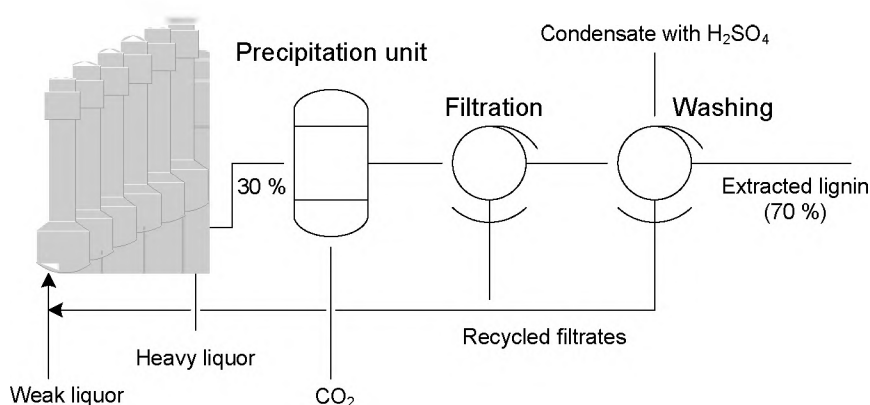 Condensate with H₂SO₄
Precipitation unit
Filtration
Washing
30 %
Extracted lignin
(70 %)
Recycled filtrates
Heavy liquor
Weak liquor
CO₂